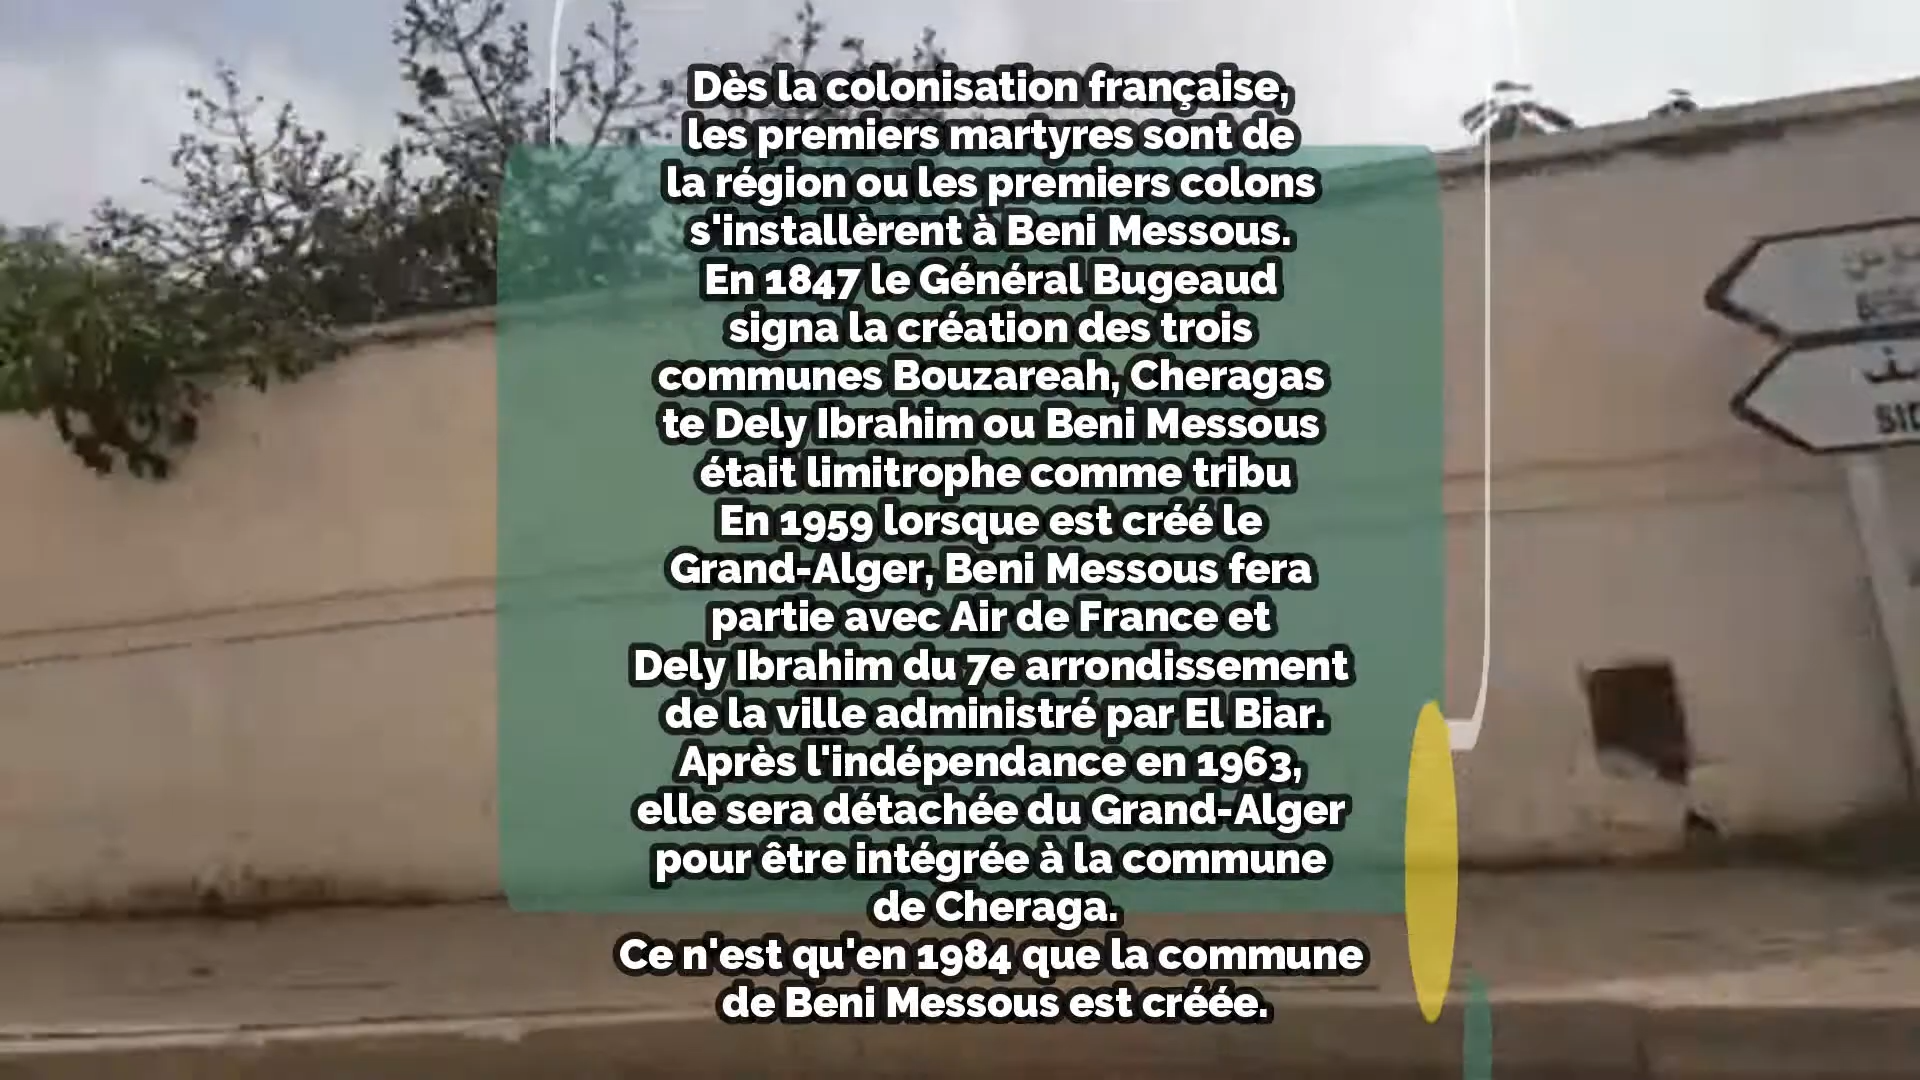 Dès la colonisation française,
les premiers martyres sont de
la région ou les premiers colons
s'installèrent à Beni Messous.
En 1847 le Général Bugeaud
signa la création des trois
communes Bouzareah, Cheragas
te Dely Ibrahim ou Beni Messous
était limitrophe comme tribu
En 1959 lorsque est créé le
Grand-Alger, Beni Messous fera
partie avec Air de France et
Dely Ibrahim du 7e arrondissement
de la ville administré par El Biar.
Après l'indépendance en 1963,
elle sera détachée du Grand-Alger
pour être intégrée à la commune
de Cheraga.
Ce n'est qu'en 1984 que la commune
de Beni Messous est créée.